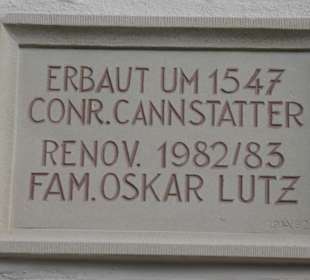 ERBAUT UM 1547
CONR. CANNSTATTER
RENOV. 1982/83
FAM. OSKAR LUTZ